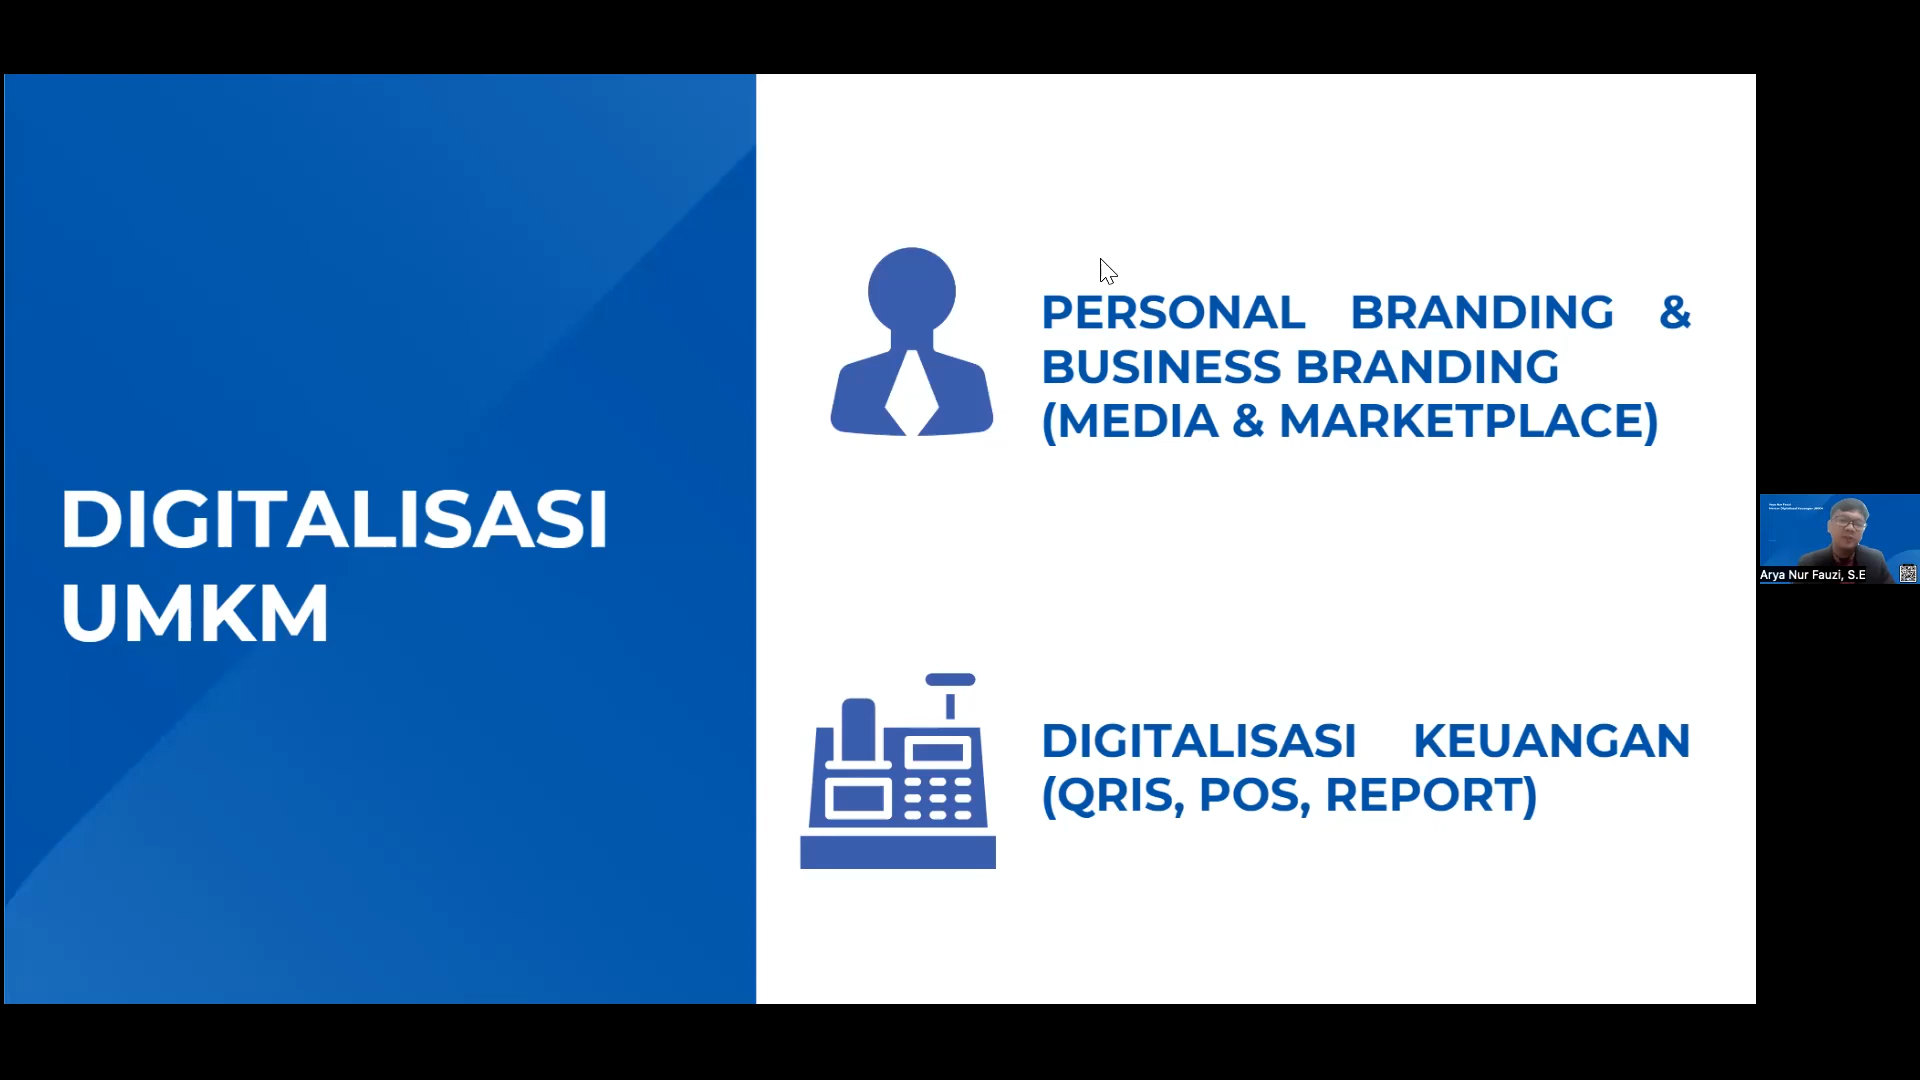 DIGITALISASI
UMKM
PERSONAL BRANDING &
BUSINESS BRANDING
(MEDIA & MARKETPLACE)
DIGITALISASI KEUANGAN
(QRIS, POS, REPORT)
Arya Nur Fauzi, S.E